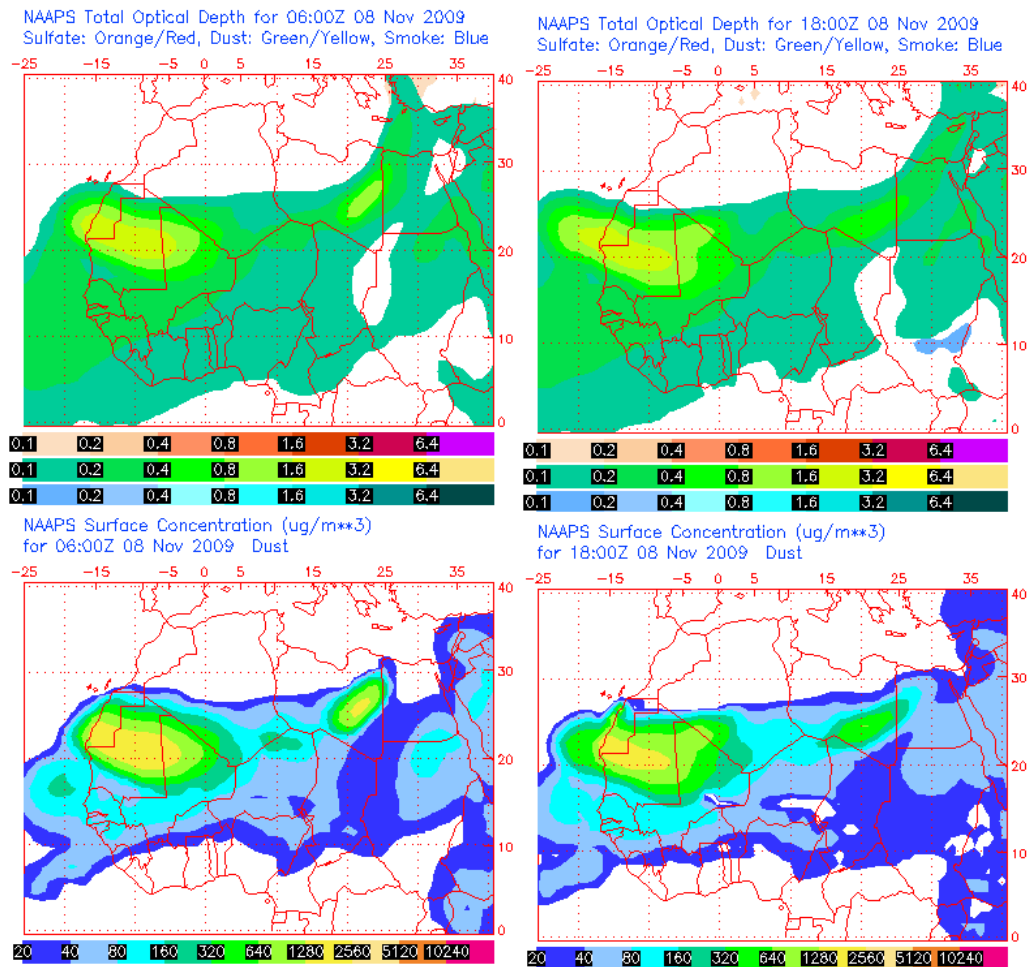 NAAPS Total Optical Depth for 06:00Z 08 Nov 2009
Sulfate: Orange/Red, Dust: Green/Yellow, Smoke: Blue
-25 -15 -5 0 5 15 25 35
40
30
20
10
0
0.1 0.2 0.4 0.8 1.6 3.2 6.4
0.1 0.2 0.4 0.8 1.6 3.2 6.4
0.1 0.2 0.4 0.8 1.6 3.2 6.4
NAAPS Total Optical Depth for 18:00Z 08 Nov 2009
Sulfate: Orange/Red, Dust: Green/Yellow, Smoke: Blue
-25 -15 -5 0 5 15 25 35
40
30
20
10
0
0.1 0.2 0.4 0.8 1.6 3.2 6.4
0.1 0.2 0.4 0.8 1.6 3.2 6.4
0.1 0.2 0.4 0.8 1.6 3.2 6.4
NAAPS Surface Concentration (ug/m**3)
for 06:00Z 08 Nov 2009 Dust
-25 -15 -5 0 5 15 25 35
40
30
20
10
0
20 40 80 160 320 640 1280 2560 5120 10240
NAAPS Surface Concentration (ug/m**3)
for 18:00Z 08 Nov 2009 Dust
-25 -15 -5 0 5 15 25 35
40
30
20
10
0
20 40 80 160 320 640 1280 2560 5120 10240